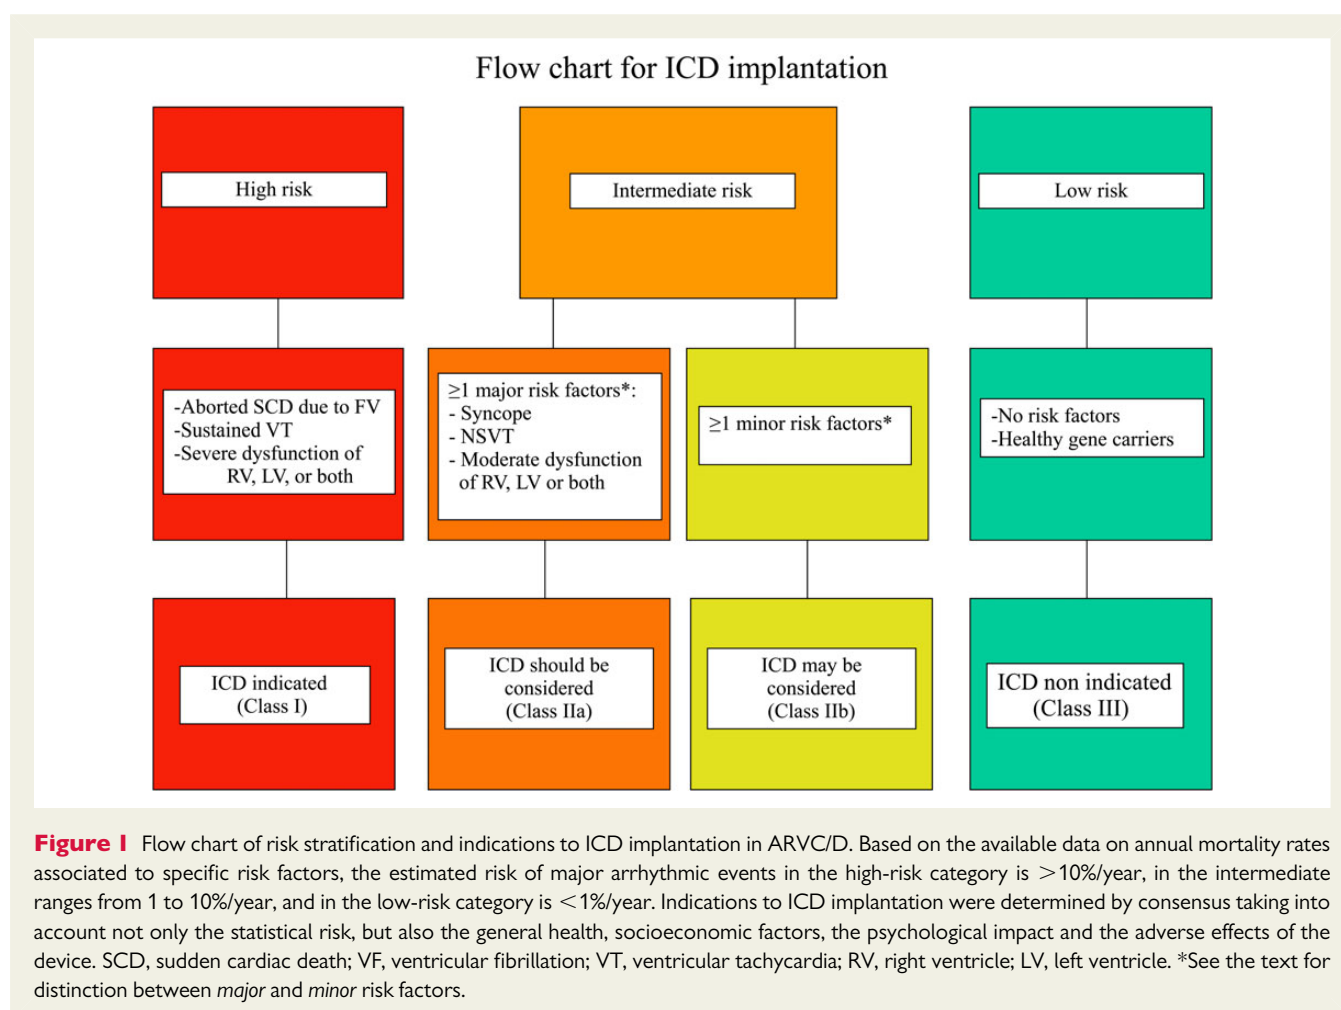 Flow chart for ICD implantation
High risk
Intermediate risk
Low risk
-Aborted SCD due to FV
-Sustained VT
-Severe dysfunction of
RV, LV, or both
≥1 major risk factors*:
- Syncope
- NSVT
- Moderate dysfunction
of RV, LV or both
≥1 minor risk factors*
-No risk factors
-Healthy gene carriers
ICD indicated
(Class I)
ICD should be
considered
(Class IIa)
ICD may be
considered
(Class IIb)
ICD non indicated
(Class III)
Figure 1 Flow chart of risk stratification and indications to ICD implantation in ARVC/D. Based on the available data on annual mortality rates
associated to specific risk factors, the estimated risk of major arrhythmic events in the high-risk category is >10%/year, in the intermediate
ranges from 1 to 10%/year, and in the low-risk category is <1%/year. Indications to ICD implantation were determined by consensus taking into
account not only the statistical risk, but also the general health, socioeconomic factors, the psychological impact and the adverse effects of the
device. SCD, sudden cardiac death; VF, ventricular fibrillation; VT, ventricular tachycardia; RV, right ventricle; LV, left ventricle. *See the text for
distinction between major and minor risk factors.